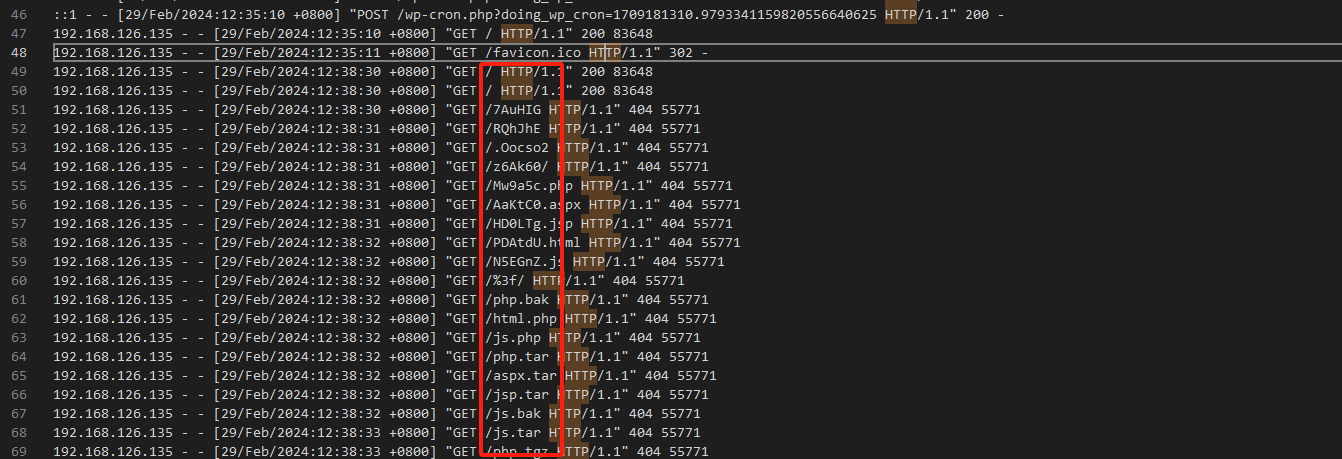 46 ::1 - - [29/Feb/2024:12:35:10 +0800] "POST /wp-cron.php?doing_wp_cron=1709181310.9793341159820556640625 HTTP/1.1" 200 -
47 192.168.126.135 - - [29/Feb/2024:12:35:10 +0800] "GET / HTTP/1.1" 200 83648
48 192.168.126.135 - - [29/Feb/2024:12:35:11 +0800] "GET /favicon.ico HTTP/1.1" 302 -
49 192.168.126.135 - - [29/Feb/2024:12:38:30 +0800] "GET / HTTP/1.1" 200 83648
50 192.168.126.135 - - [29/Feb/2024:12:38:30 +0800] "GET / HTTP/1.1" 200 83648
51 192.168.126.135 - - [29/Feb/2024:12:38:30 +0800] "GET /7AuHIG HTTP/1.1" 404 55771
52 192.168.126.135 - - [29/Feb/2024:12:38:31 +0800] "GET /RQhJhE HTTP/1.1" 404 55771
53 192.168.126.135 - - [29/Feb/2024:12:38:31 +0800] "GET /.Oocso2 HTTP/1.1" 404 55771
54 192.168.126.135 - - [29/Feb/2024:12:38:31 +0800] "GET /z6Ak60/ HTTP/1.1" 404 55771
55 192.168.126.135 - - [29/Feb/2024:12:38:31 +0800] "GET /Mw9a5c.php HTTP/1.1" 404 55771
56 192.168.126.135 - - [29/Feb/2024:12:38:31 +0800] "GET /AaKtC0.aspx HTTP/1.1" 404 55771
57 192.168.126.135 - - [29/Feb/2024:12:38:31 +0800] "GET /HD0LTg.jsp HTTP/1.1" 404 55771
58 192.168.126.135 - - [29/Feb/2024:12:38:32 +0800] "GET /PDAtdU.html HTTP/1.1" 404 55771
59 192.168.126.135 - - [29/Feb/2024:12:38:32 +0800] "GET /N5EGnZ.js HTTP/1.1" 404 55771
60 192.168.126.135 - - [29/Feb/2024:12:38:32 +0800] "GET /%3f/ HTTP/1.1" 404 55771
61 192.168.126.135 - - [29/Feb/2024:12:38:32 +0800] "GET /php.bak HTTP/1.1" 404 55771
62 192.168.126.135 - - [29/Feb/2024:12:38:32 +0800] "GET /html.php HTTP/1.1" 404 55771
63 192.168.126.135 - - [29/Feb/2024:12:38:32 +0800] "GET /js.php HTTP/1.1" 404 55771
64 192.168.126.135 - - [29/Feb/2024:12:38:32 +0800] "GET /php.tar HTTP/1.1" 404 55771
65 192.168.126.135 - - [29/Feb/2024:12:38:32 +0800] "GET /aspx.tar HTTP/1.1" 404 55771
66 192.168.126.135 - - [29/Feb/2024:12:38:32 +0800] "GET /jsp.tar HTTP/1.1" 404 55771
67 192.168.126.135 - - [29/Feb/2024:12:38:32 +0800] "GET /js.bak HTTP/1.1" 404 55771
68 192.168.126.135 - - [29/Feb/2024:12:38:33 +0800] "GET /js.tar HTTP/1.1" 404 55771
69 192.168.126.135 - - [29/Feb/2024:12:38:33 +0800] "GET /php.tgz HTTP/1.1" 404 55771